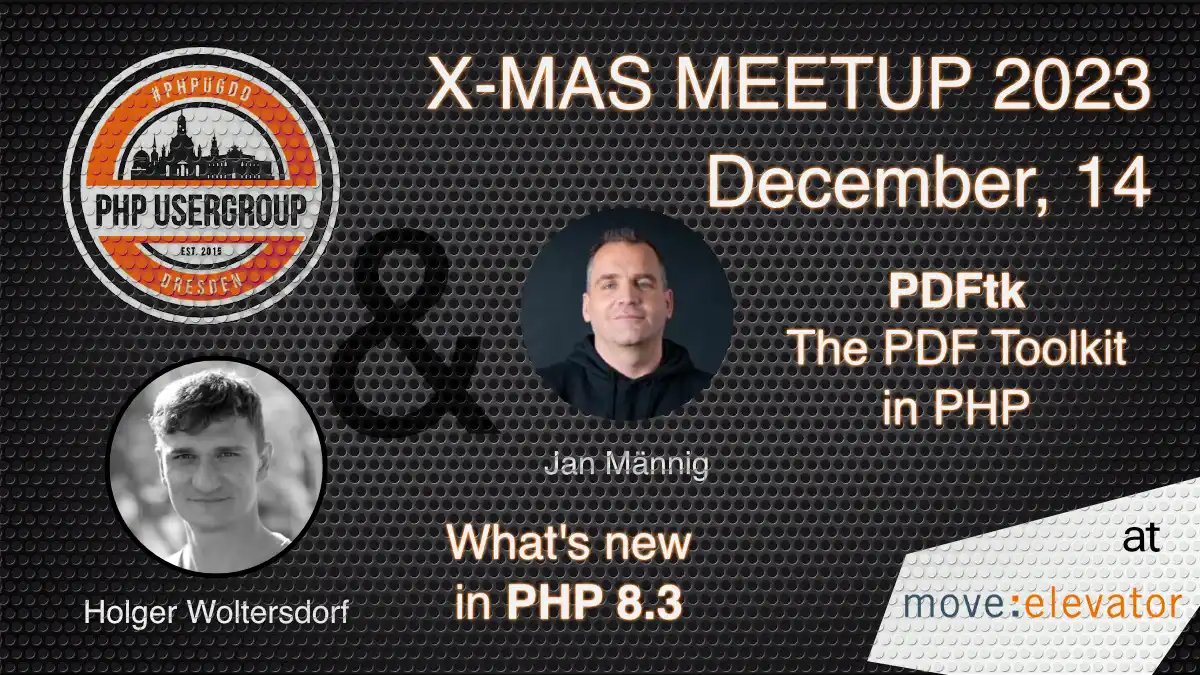 X-MAS MEETUP 2023
December, 14
#PHPUGDD
PHP USERGROUP
EST. 2015
DRESDEN
&
PDFtk
The PDF Toolkit
in PHP
Jan Männig
What's new
in PHP 8.3
Holger Woltersdorf
at
move:elevator